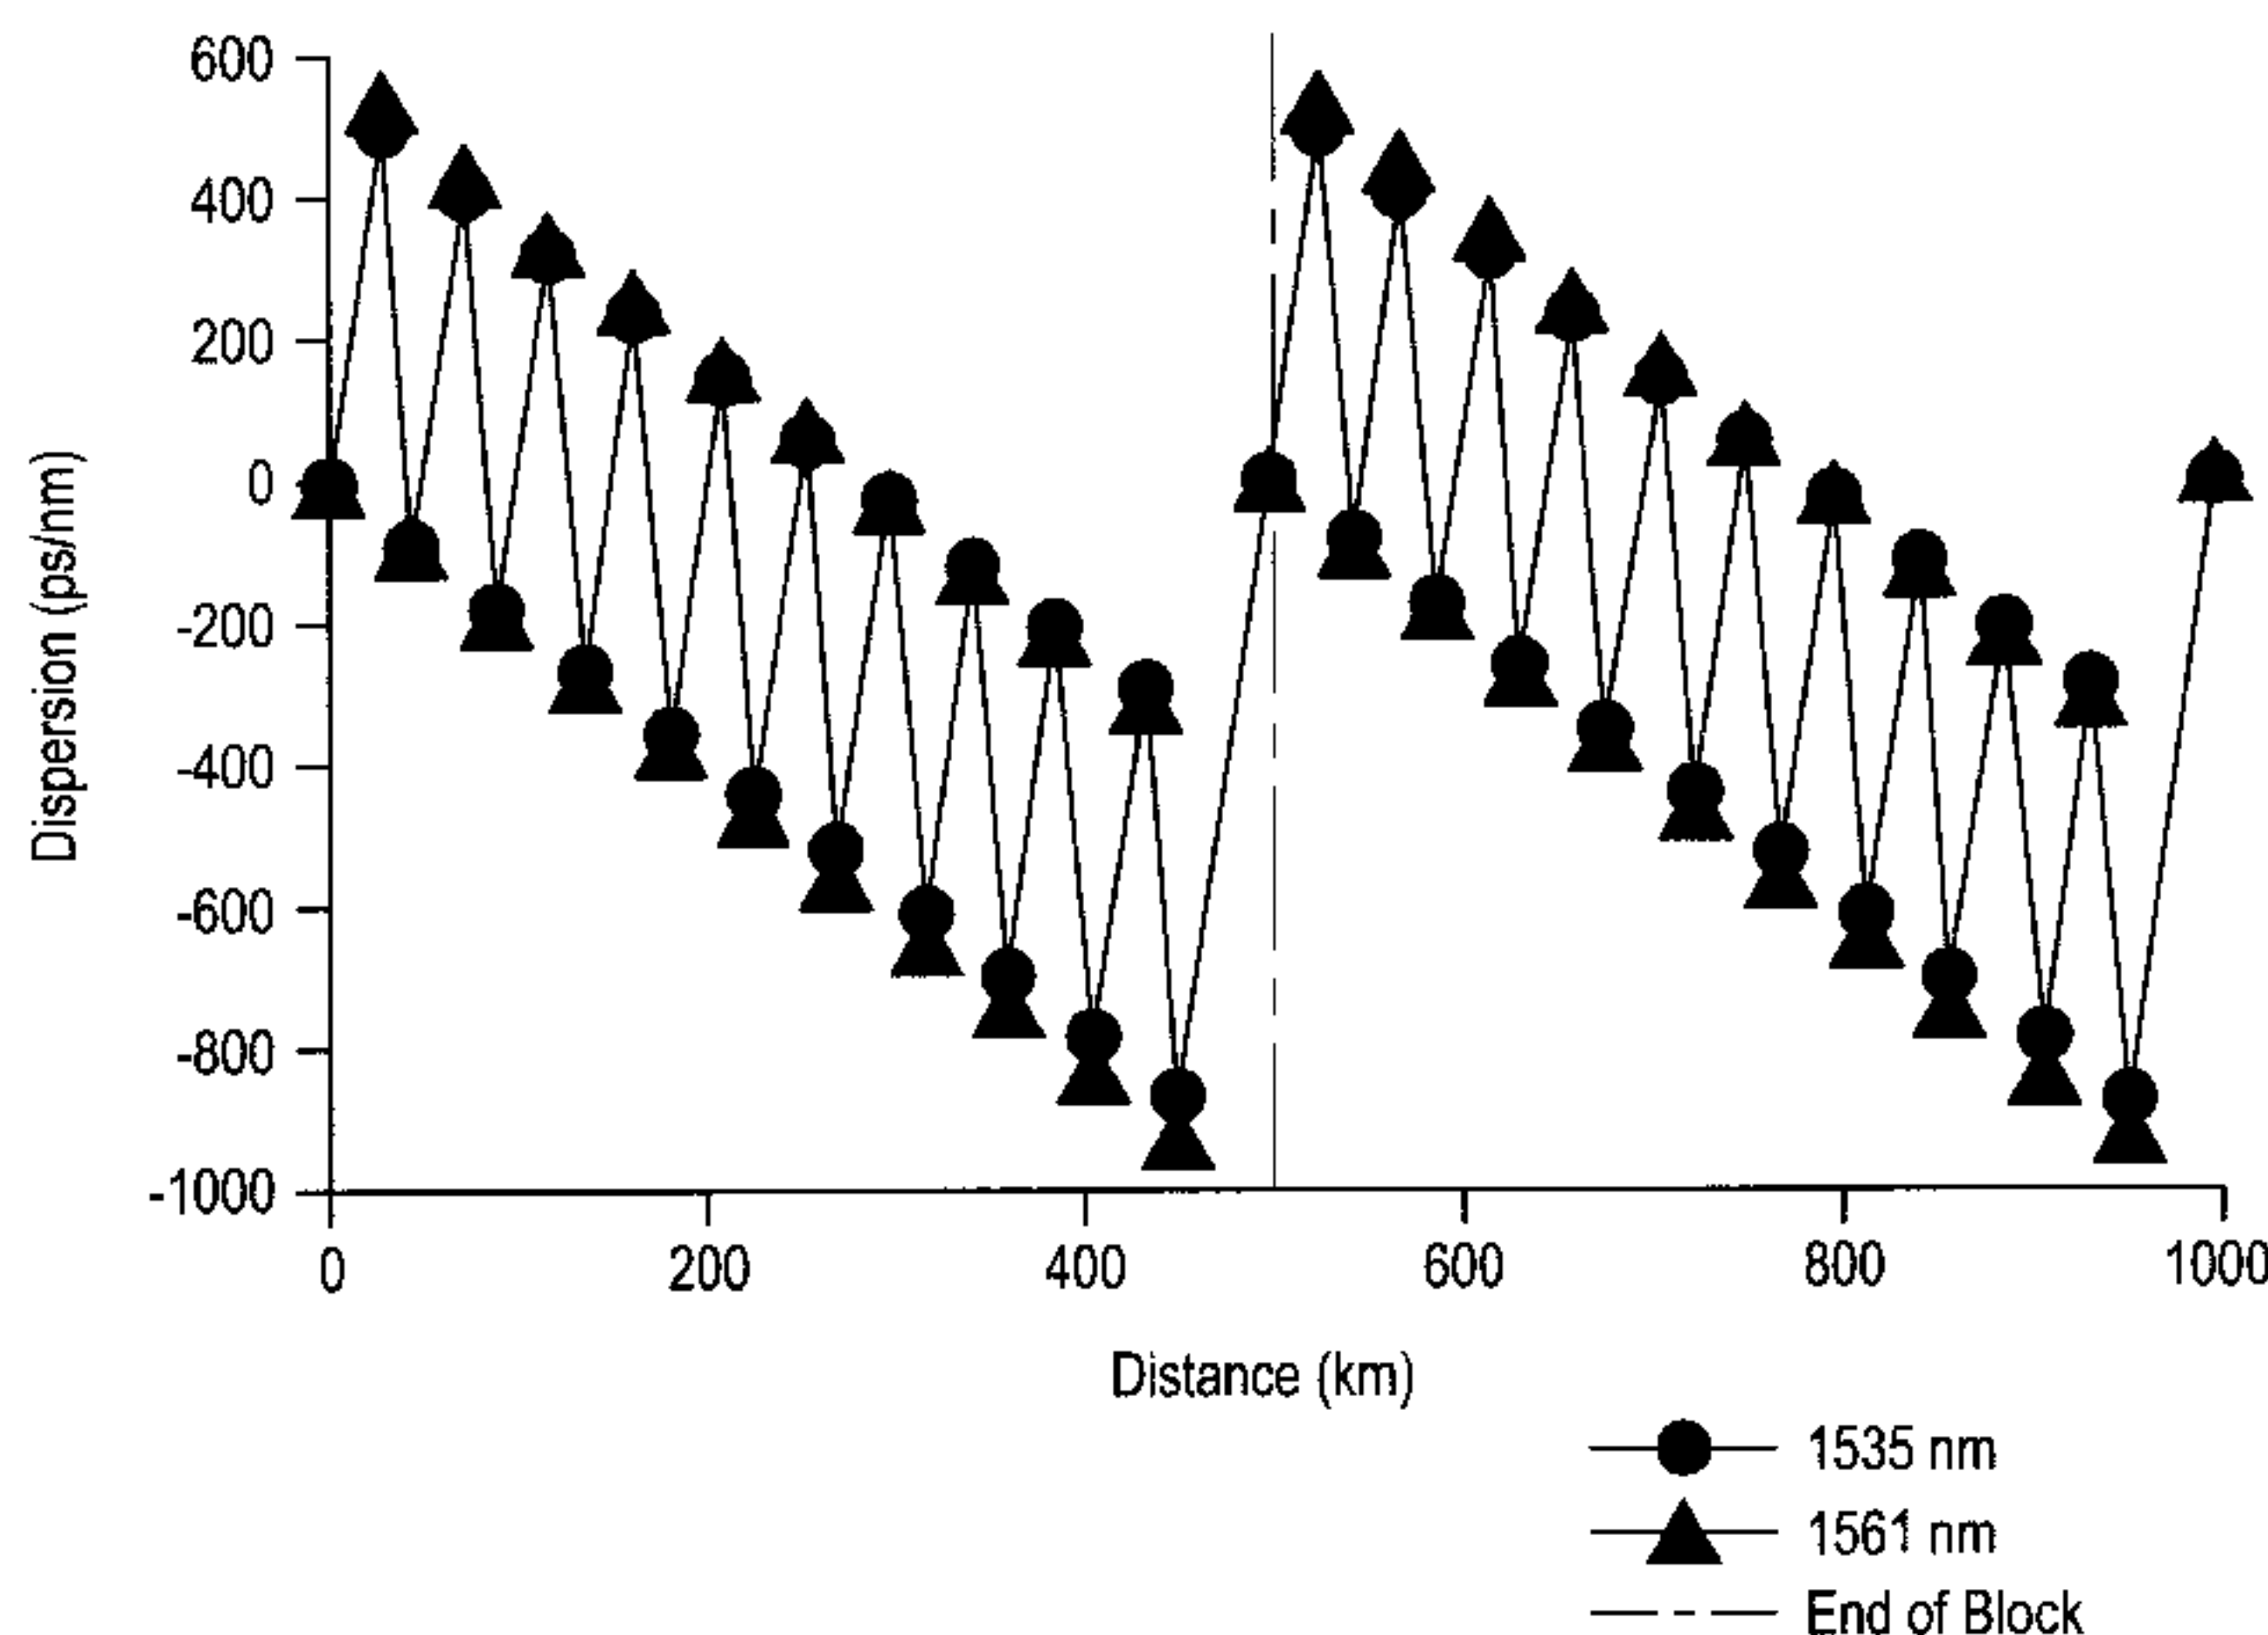 600
400
200
0
-200
-400
-600
-800
-1000
Dispersion (ps/nm)
0 200 400 600 800 1000
Distance (km)
1535 nm
1561 nm
End of Block